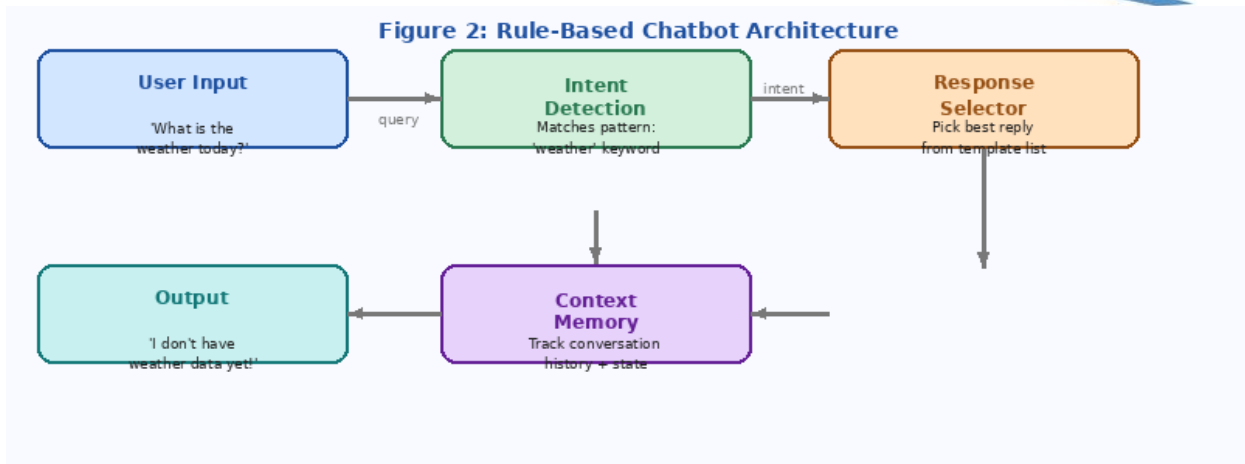 Figure 2: Rule-Based Chatbot Architecture
User Input
'What is the
weather today?'
query
Intent
Detection
Matches pattern:
'weather' keyword
intent
Response
Selector
Pick best reply
from template list
Output
'I don't have
weather data yet!'
Context
Memory
Track conversation
history + state